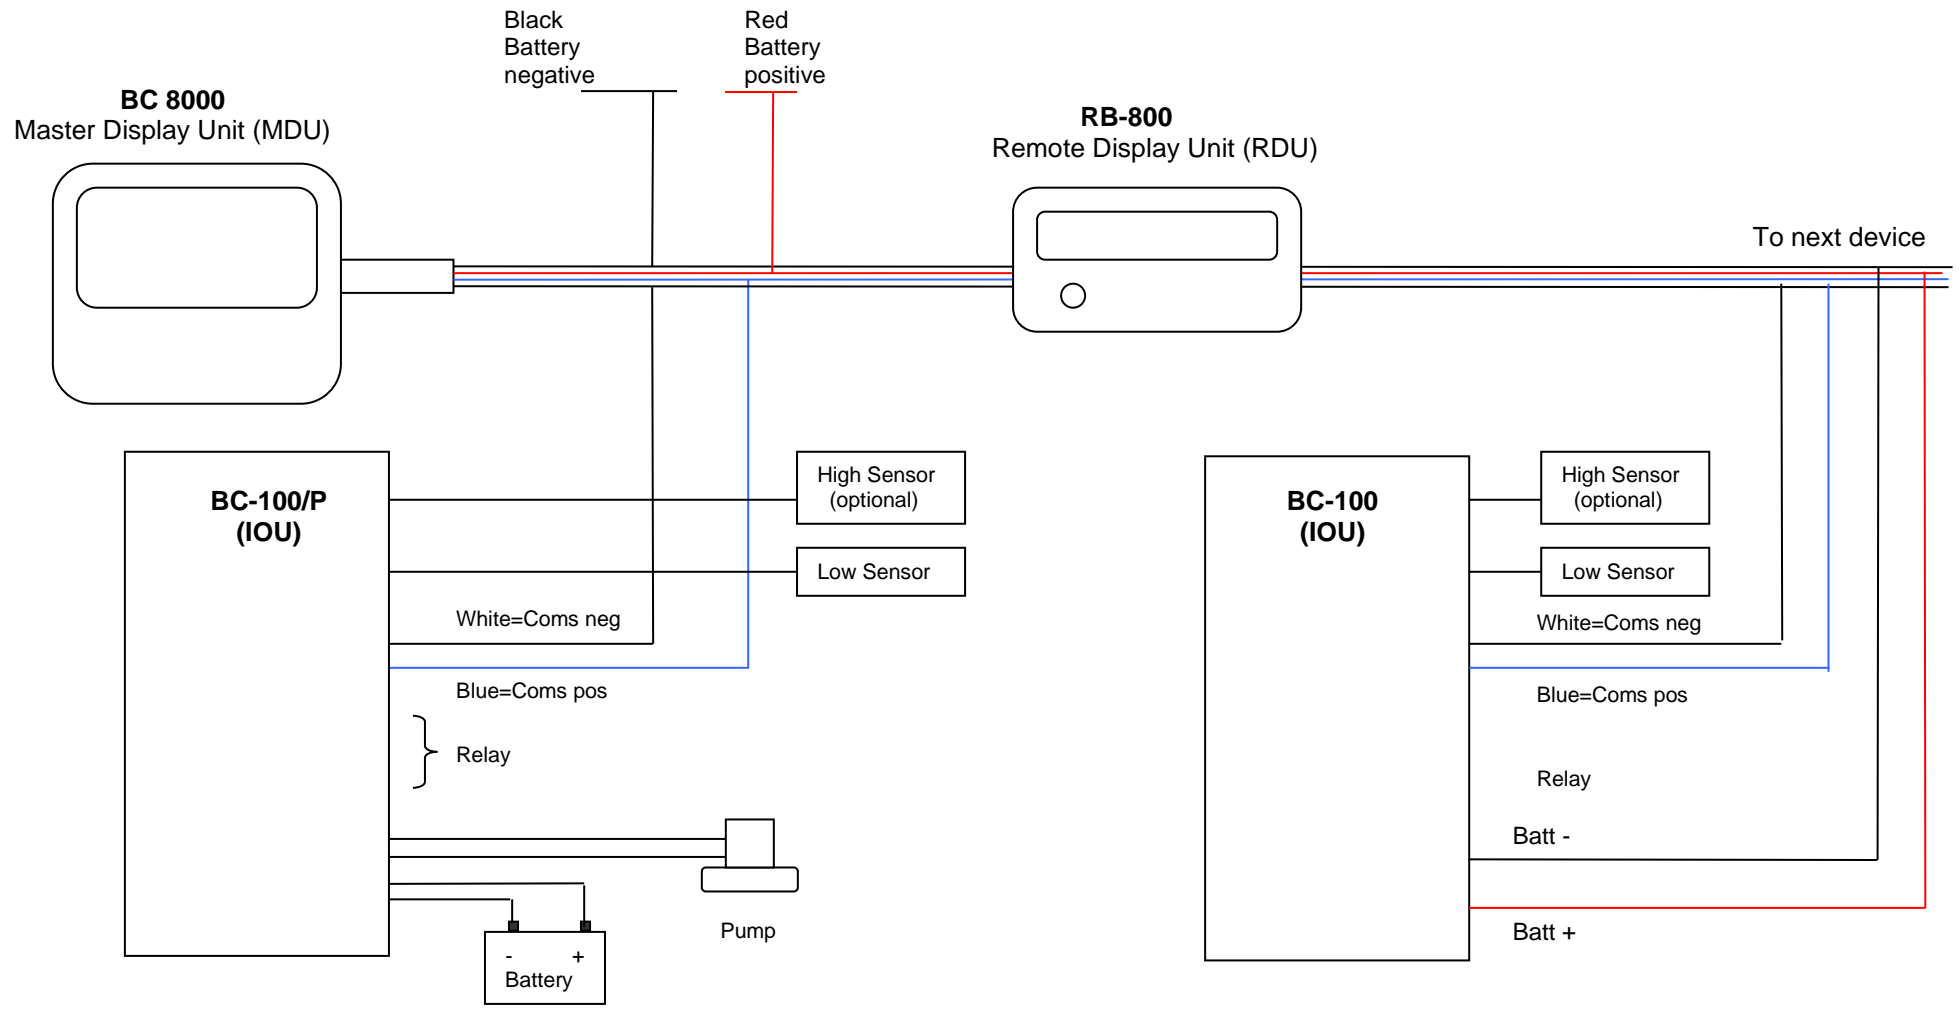 Black
Battery
negative
Red
Battery
positive
BC 8000
Master Display Unit (MDU)
RB-800
Remote Display Unit (RDU)
To next device
BC-100/P
(IOU)
High Sensor
(optional)
Low Sensor
White=Coms neg
Blue=Coms pos
Relay
Pump
- +
Battery
BC-100
(IOU)
High Sensor
(optional)
Low Sensor
White=Coms neg
Blue=Coms pos
Relay
Batt -
Batt +